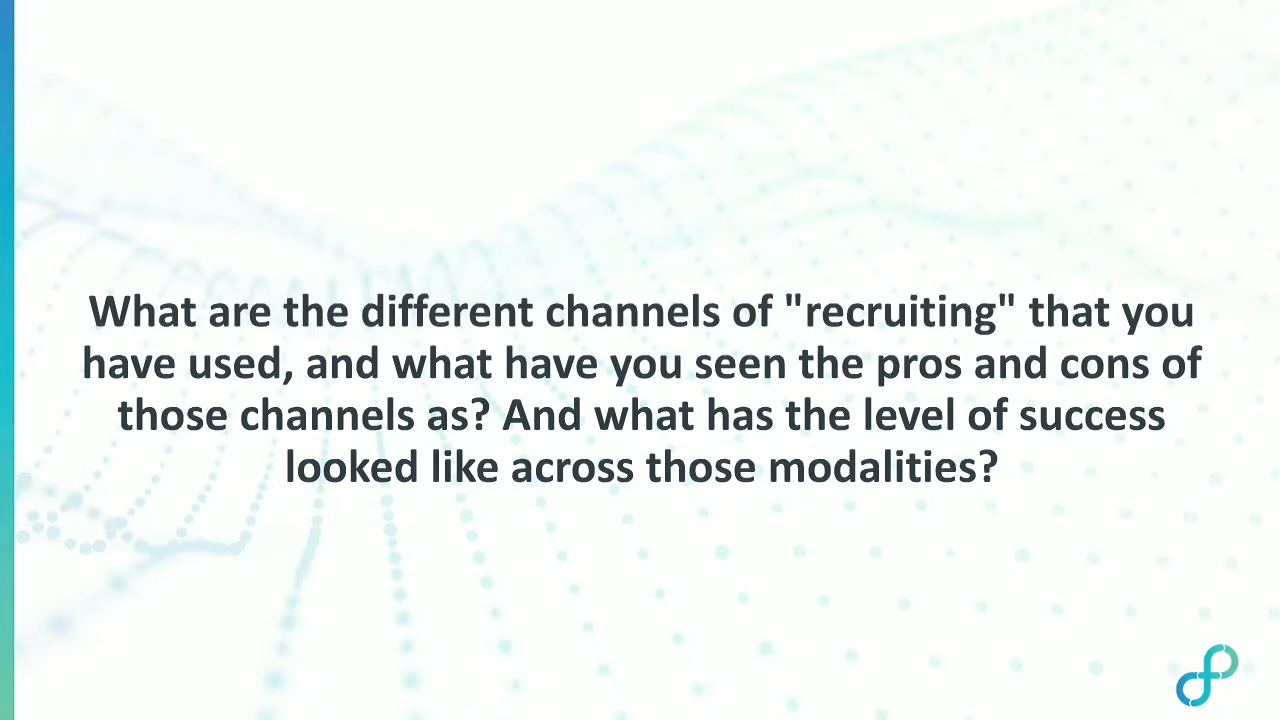 What are the different channels of "recruiting" that you
have used, and what have you seen the pros and cons of
those channels as? And what has the level of success
looked like across those modalities?